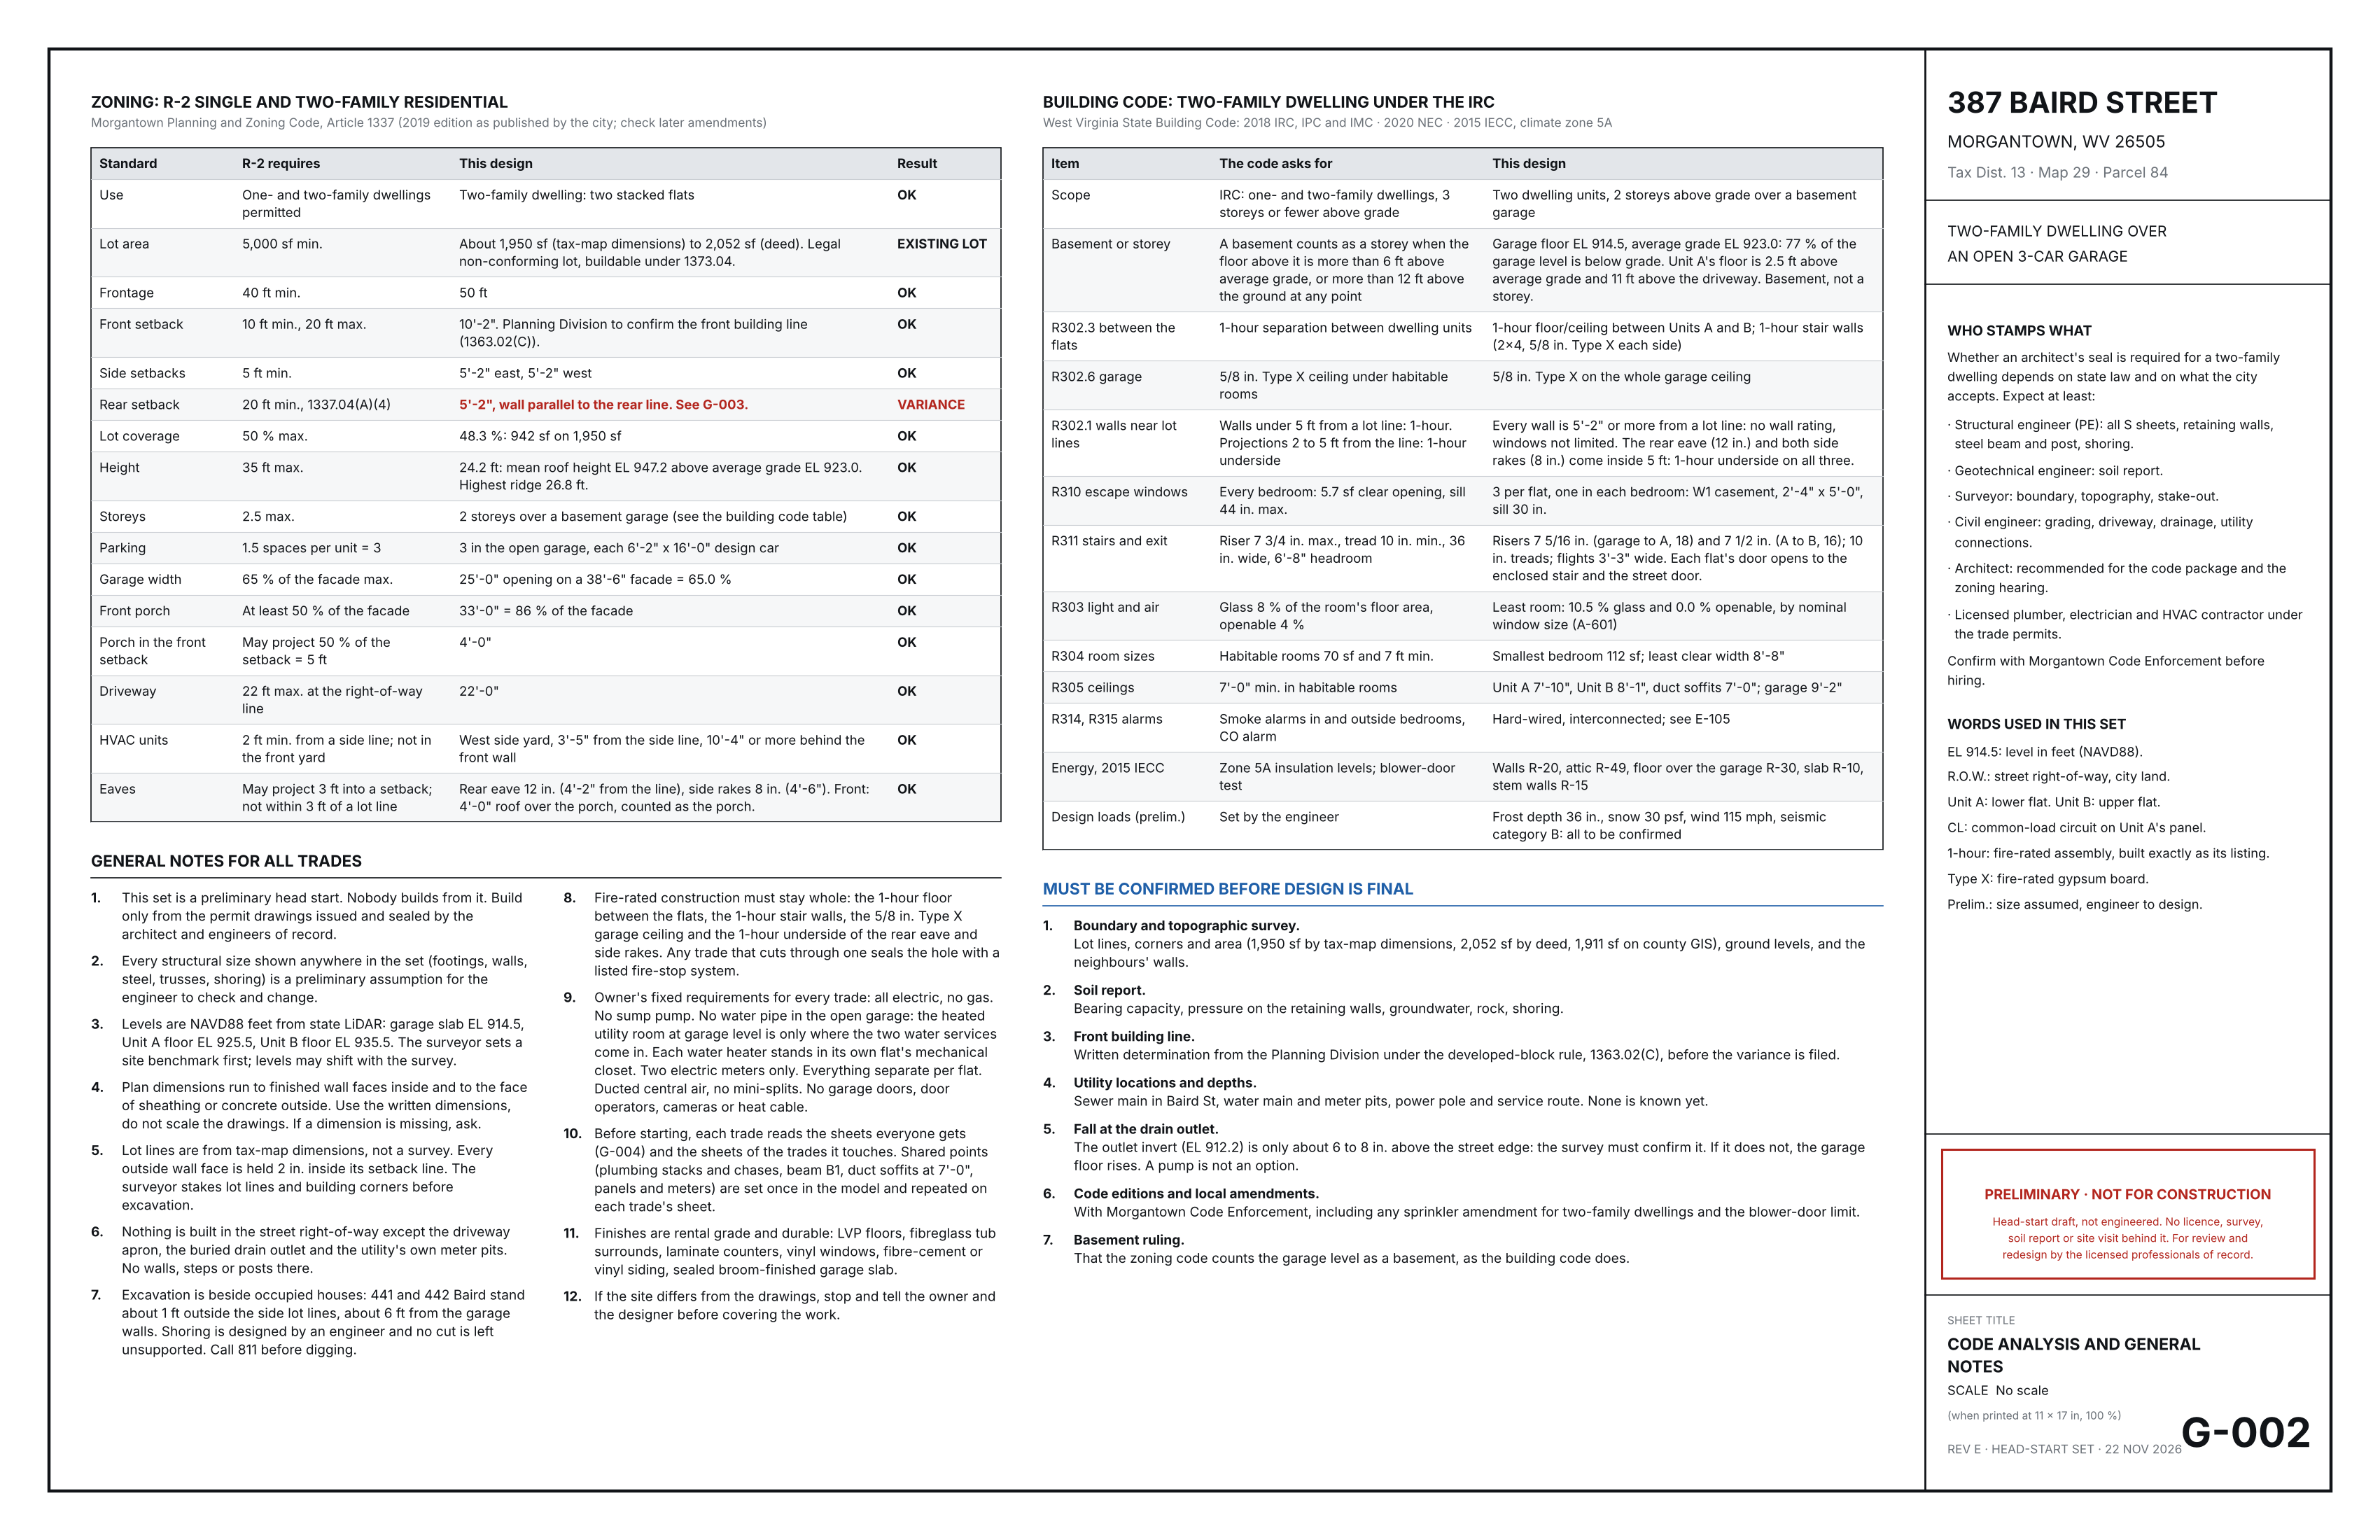 ZONING: R-2 SINGLE AND TWO-FAMILY RESIDENTIAL
Morgantown Planning and Zoning Code, Article 1337 (2019 edition as published by the city; check later amendments)
Standard R-2 requires This design Result
Use One- and two-family dwellings Two-family dwelling: two stacked flats OK
permitted
Lot area 5,000 sf min. About 1,950 sf (tax-map dimensions) to 2,052 sf (deed). Legal EXISTING LOT
non-conforming lot, buildable under 1373.04.
Frontage 40 ft min. 50 ft OK
Front setback 10 ft min., 20 ft max. 10'-2". Planning Division to confirm the front building line OK
(1363.02(C)).
Side setbacks 5 ft min. 5'-2" east, 5'-2" west OK
Rear setback 20 ft min., 1337.04(A)(4) 5'-2", wall parallel to the rear line. See G-003. VARIANCE
Lot coverage 50 % max. 48.3 %: 942 sf on 1,950 sf OK
Height 35 ft max. 24.2 ft: mean roof height EL 947.2 above average grade EL 923.0. OK
Highest ridge 26.8 ft.
Storeys 2.5 max. 2 storeys over a basement garage (see the building code table) OK
Parking 1.5 spaces per unit = 3 3 in the open garage, each 6'-2" x 16'-0" design car OK
Garage width 65 % of the facade max. 25'-0" opening on a 38'-6" facade = 65.0 % OK
Front porch At least 50 % of the facade 33'-0" = 86 % of the facade OK
Porch in the front May project 50 % of the 4'-0" OK
setback setback = 5 ft
Driveway 22 ft max. at the right-of-way 22'-0" OK
line
HVAC units 2 ft min. from a side line; not in West side yard, 3'-5" from the side line, 10'-4" or more behind the OK
the front yard front wall
Eaves May project 3 ft into a setback; Rear eave 12 in. (4'-2" from the line), side rakes 8 in. (4'-6"). Front: OK
not within 3 ft of a lot line 4'-0" roof over the porch, counted as the porch.
GENERAL NOTES FOR ALL TRADES
1. This set is a preliminary head start. Nobody builds from it. Build
only from the permit drawings issued and sealed by the
architect and engineers of record.
2. Every structural size shown anywhere in the set (footings, walls,
steel, trusses, shoring) is a preliminary assumption for the
engineer to check and change.
3. Levels are NAVD88 feet from state LiDAR: garage slab EL 914.5,
Unit A floor EL 925.5, Unit B floor EL 935.5. The surveyor sets a
site benchmark first; levels may shift with the survey.
4. Plan dimensions run to finished wall faces inside and to the face
of sheathing or concrete outside. Use the written dimensions,
do not scale the drawings. If a dimension is missing, ask.
5. Lot lines are from tax-map dimensions, not a survey. Every
outside wall face is held 2 in. inside its setback line. The
surveyor stakes lot lines and building corners before
excavation.
6. Nothing is built in the street right-of-way except the driveway
apron, the buried drain outlet and the utility's own meter pits.
No walls, steps or posts there.
7. Excavation is beside occupied houses: 441 and 442 Baird stand
about 1 ft outside the side lot lines, about 6 ft from the garage
walls. Shoring is designed by an engineer and no cut is left
unsupported. Call 811 before digging.
8. Fire-rated construction must stay whole: the 1-hour floor
between the flats, the 1-hour stair walls, the 5/8 in. Type X
garage ceiling and the 1-hour underside of the rear eave and
side rakes. Any trade that cuts through one seals the hole with a
listed fire-stop system.
9. Owner's fixed requirements for every trade: all electric, no gas.
No sump pump. No water pipe in the open garage: the heated
utility room at garage level is only where the two water services
come in. Each water heater stands in its own flat's mechanical
closet. Two electric meters only. Everything separate per flat.
Ducted central air, no mini-splits. No garage doors, door
operators, cameras or heat cable.
10. Before starting, each trade reads the sheets everyone gets
(G-004) and the sheets of the trades it touches. Shared points
(plumbing stacks and chases, beam B1, duct soffits at 7'-0",
panels and meters) are set once in the model and repeated on
each trade's sheet.
11. Finishes are rental grade and durable: LVP floors, fibreglass tub
surrounds, laminate counters, vinyl windows, fibre-cement or
vinyl siding, sealed broom-finished garage slab.
12. If the site differs from the drawings, stop and tell the owner and
the designer before covering the work.
BUILDING CODE: TWO-FAMILY DWELLING UNDER THE IRC
West Virginia State Building Code: 2018 IRC, IPC and IMC · 2020 NEC · 2015 IECC, climate zone 5A
Item The code asks for This design
Scope IRC: one- and two-family dwellings, 3 Two dwelling units, 2 storeys above grade over a basement
storeys or fewer above grade garage
Basement or storey A basement counts as a storey when the Garage floor EL 914.5, average grade EL 923.0: 77 % of the
floor above it is more than 6 ft above garage level is below grade. Unit A's floor is 2.5 ft above
average grade, or more than 12 ft above average grade and 11 ft above the driveway. Basement, not a
the ground at any point storey.
R302.3 between the 1-hour separation between dwelling units 1-hour floor/ceiling between Units A and B; 1-hour stair walls
flats (2×4, 5/8 in. Type X each side)
R302.6 garage 5/8 in. Type X ceiling under habitable 5/8 in. Type X on the whole garage ceiling
rooms
R302.1 walls near lot Walls under 5 ft from a lot line: 1-hour. Every wall is 5'-2" or more from a lot line: no wall rating,
lines Projections 2 to 5 ft from the line: 1-hour windows not limited. The rear eave (12 in.) and both side
underside rakes (8 in.) come inside 5 ft: 1-hour underside on all three.
R310 escape windows Every bedroom: 5.7 sf clear opening, sill 3 per flat, one in each bedroom: W1 casement, 2'-4" x 5'-0",
44 in. max. sill 30 in.
R311 stairs and exit Riser 7 3/4 in. max., tread 10 in. min., 36 Risers 7 5/16 in. (garage to A, 18) and 7 1/2 in. (A to B, 16); 10
in. wide, 6'-8" headroom in. treads; flights 3'-3" wide. Each flat's door opens to the
enclosed stair and the street door.
R303 light and air Glass 8 % of the room's floor area, Least room: 10.5 % glass and 0.0 % openable, by nominal
openable 4 % window size (A-601)
R304 room sizes Habitable rooms 70 sf and 7 ft min. Smallest bedroom 112 sf; least clear width 8'-8"
R305 ceilings 7'-0" min. in habitable rooms Unit A 7'-10", Unit B 8'-1", duct soffits 7'-0"; garage 9'-2"
R314, R315 alarms Smoke alarms in and outside bedrooms, Hard-wired, interconnected; see E-105
CO alarm
Energy, 2015 IECC Zone 5A insulation levels; blower-door Walls R-20, attic R-49, floor over the garage R-30, slab R-10,
test stem walls R-15
Design loads (prelim.) Set by the engineer Frost depth 36 in., snow 30 psf, wind 115 mph, seismic
category B: all to be confirmed
MUST BE CONFIRMED BEFORE DESIGN IS FINAL
1. Boundary and topographic survey.
Lot lines, corners and area (1,950 sf by tax-map dimensions, 2,052 sf by deed, 1,911 sf on county GIS), ground levels, and the
neighbours' walls.
2. Soil report.
Bearing capacity, pressure on the retaining walls, groundwater, rock, shoring.
3. Front building line.
Written determination from the Planning Division under the developed-block rule, 1363.02(C), before the variance is filed.
4. Utility locations and depths.
Sewer main in Baird St, water main and meter pits, power pole and service route. None is known yet.
5. Fall at the drain outlet.
The outlet invert (EL 912.2) is only about 6 to 8 in. above the street edge: the survey must confirm it. If it does not, the garage
floor rises. A pump is not an option.
6. Code editions and local amendments.
With Morgantown Code Enforcement, including any sprinkler amendment for two-family dwellings and the blower-door limit.
7. Basement ruling.
That the zoning code counts the garage level as a basement, as the building code does.
387 BAIRD STREET
MORGANTOWN, WV 26505
Tax Dist. 13 · Map 29 · Parcel 84
TWO-FAMILY DWELLING OVER
AN OPEN 3-CAR GARAGE
WHO STAMPS WHAT
Whether an architect's seal is required for a two-family
dwelling depends on state law and on what the city
accepts. Expect at least:
· Structural engineer (PE): all S sheets, retaining walls,
steel beam and post, shoring.
· Geotechnical engineer: soil report.
· Surveyor: boundary, topography, stake-out.
· Civil engineer: grading, driveway, drainage, utility
connections.
· Architect: recommended for the code package and the
zoning hearing.
· Licensed plumber, electrician and HVAC contractor under
the trade permits.
Confirm with Morgantown Code Enforcement before
hiring.
WORDS USED IN THIS SET
EL 914.5: level in feet (NAVD88).
R.O.W.: street right-of-way, city land.
Unit A: lower flat. Unit B: upper flat.
CL: common-load circuit on Unit A's panel.
1-hour: fire-rated assembly, built exactly as its listing.
Type X: fire-rated gypsum board.
Prelim.: size assumed, engineer to design.
PRELIMINARY · NOT FOR CONSTRUCTION
Head-start draft, not engineered. No licence, survey,
soil report or site visit behind it. For review and
redesign by the licensed professionals of record.
SHEET TITLE
CODE ANALYSIS AND GENERAL
NOTES
SCALE No scale
(when printed at 11 × 17 in, 100 %)
REV E · HEAD-START SET · 22 NOV 2026
G-002